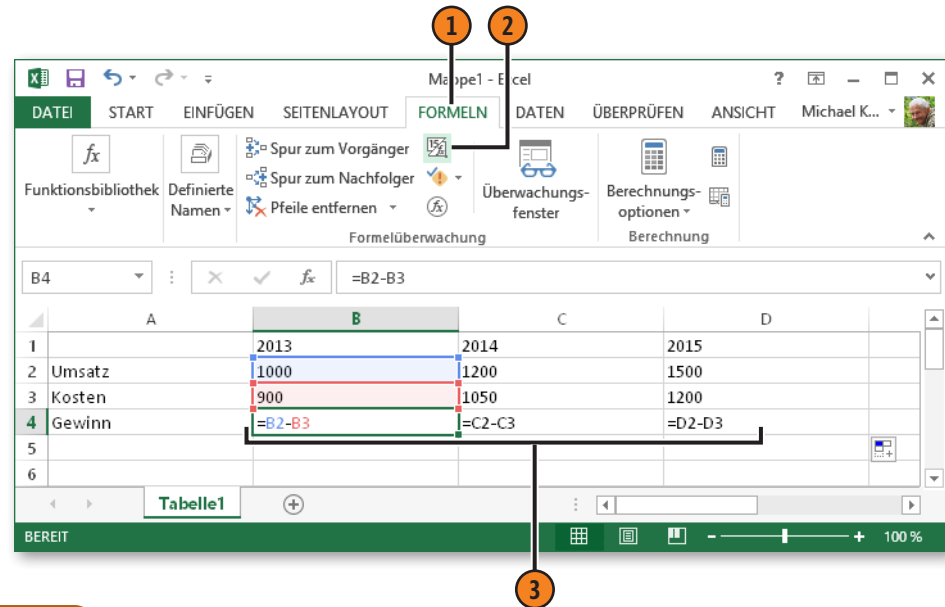 1 2
Mappe1 - Excel
DATEI START EINFÜGEN SEITENLAYOUT FORMELN DATEN ÜBERPRÜFEN ANSICHT Michael K...
Spur zum Vorgänger
Spur zum Nachfolger
Pfeile entfernen
Funktionsbibliothek
Definierte
Namen
Überwachungs-
fenster
Berechnungs-
optionen
Formelüberwachung
Berechnung
B4 fx =B2-B3
A B C D
1 2013 2014 2015
2 Umsatz 1000 1200 1500
3 Kosten 900 1050 1200
4 Gewinn =B2-B3 =C2-C3 =D2-D3
5
6
Tabelle1
BEREIT 100 %
3